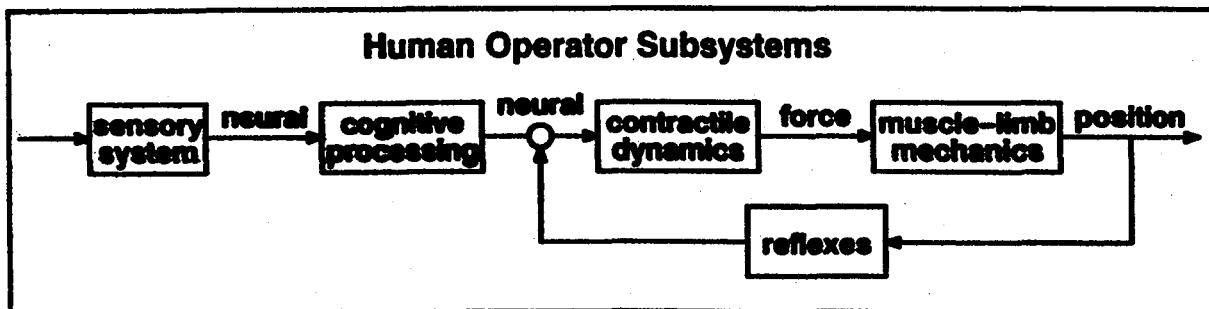 Human Operator Subsystems
sensory
system
neural
cognitive
processing
neural
contractile
dynamics
force
muscle-limb
mechanics
position
reflexes